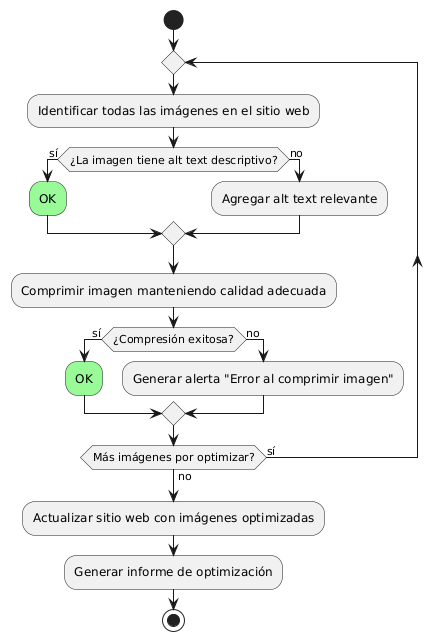 Identificar todas las imágenes en el sitio web
sí
¿La imagen tiene alt text descriptivo?
no
OK
Agregar alt text relevante
Comprimir imagen manteniendo calidad adecuada
sí
¿Compresión exitosa?
no
OK
Generar alerta "Error al comprimir imagen"
Más imágenes por optimizar?
sí
no
Actualizar sitio web con imágenes optimizadas
Generar informe de optimización